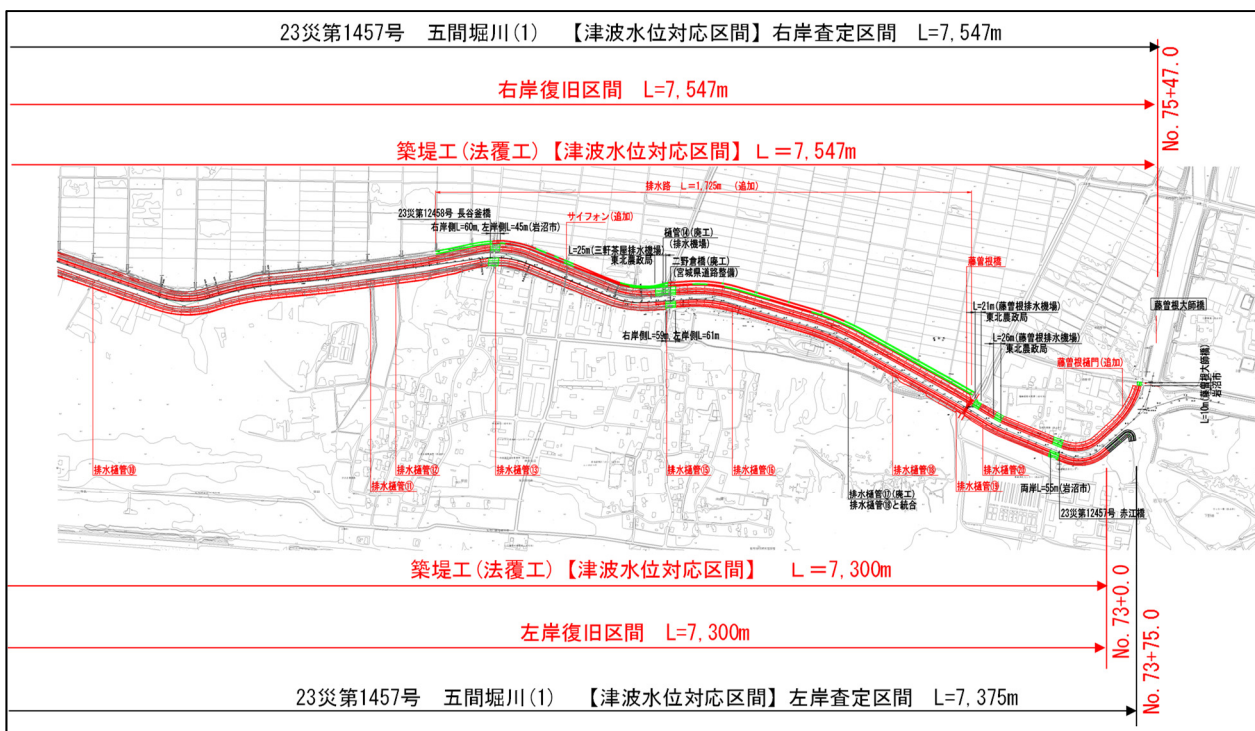 23災第1457号 五間堀川(1) 【津波水位対応区間】右岸査定区間 L=7,547m
右岸復旧区間 L=7,547m
築堤工(法覆工)【津波水位対応区間】L=7,547m
No. 75+47.0
排水路 L=1,725m (追加)
23災第12458号 長谷釜橋
右岸側L=60m, 左岸側L=45m(岩沼市)
サイフォン(追加)
樋管⑭(廃工)
(排水機場)
L=25m(三軒茶屋排水機場)
東北農政局
二野倉橋(廃工)
(宮城県道路整備)
藤曽根橋
L=21m(藤曽根排水機場)
東北農政局
L=26m(藤曽根排水機場)
東北農政局
藤曽根大師橋
藤曽根樋門(追加)
L=10m(藤曽根大師橋)
岩沼市
右岸側L=59m, 左岸側L=61m
排水樋管⑩
排水樋管⑪
排水樋管⑫
排水樋管⑬
排水樋管⑮
排水樋管⑯
排水樋管⑰(廃工)
排水樋管⑱と統合
排水樋管⑱
排水樋管⑲
排水樋管⑳
両岸L=55m(岩沼市)
23災第12457号 赤江橋
築堤工(法覆工)【津波水位対応区間】 L=7,300m
No. 73+0.0
左岸復旧区間 L=7,300m
No. 73+75.0
23災第1457号 五間堀川(1) 【津波水位対応区間】左岸査定区間 L=7,375m